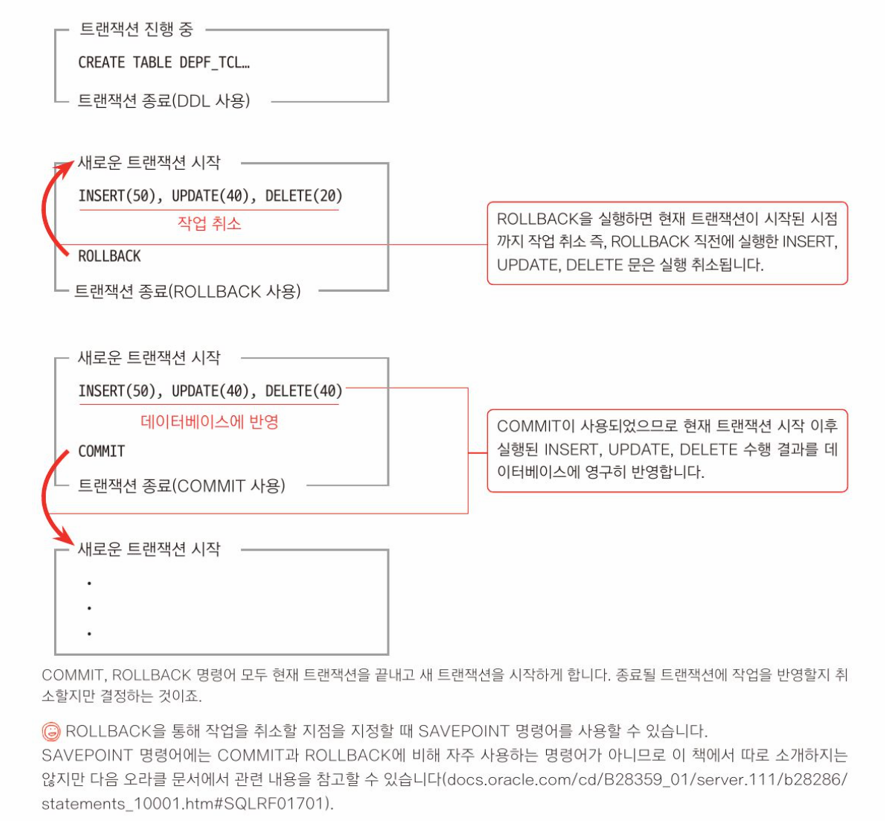 트랜잭션 진행 중
CREATE TABLE DEPF_TCL…
트랜잭션 종료(DDL 사용)
새로운 트랜잭션 시작
INSERT(50), UPDATE(40), DELETE(20)
작업 취소
ROLLBACK
트랜잭션 종료(ROLLBACK 사용)
ROLLBACK을 실행하면 현재 트랜잭션이 시작된 시점
까지 작업 취소 즉, ROLLBACK 직전에 실행한 INSERT,
UPDATE, DELETE 문은 실행 취소됩니다.
새로운 트랜잭션 시작
INSERT(50), UPDATE(40), DELETE(40)
데이터베이스에 반영
COMMIT
트랜잭션 종료(COMMIT 사용)
COMMIT이 사용되었으므로 현재 트랜잭션 시작 이후
실행된 INSERT, UPDATE, DELETE 수행 결과를 데
이터베이스에 영구히 반영합니다.
새로운 트랜잭션 시작
COMMIT, ROLLBACK 명령어 모두 현재 트랜잭션을 끝내고 새 트랜잭션을 시작하게 합니다. 종료될 트랜잭션에 작업을 반영할지 취
소할지만 결정하는 것이죠.
ROLLBACK을 통해 작업을 취소할 지점을 지정할 때 SAVEPOINT 명령어를 사용할 수 있습니다.
SAVEPOINT 명령어에는 COMMIT과 ROLLBACK에 비해 자주 사용하는 명령어가 아니므로 이 책에서 따로 소개하지는
않지만 다음 오라클 문서에서 관련 내용을 참고할 수 있습니다(docs.oracle.com/cd/B28359_01/server.111/b28286/
statements_10001.htm#SQLRF01701).